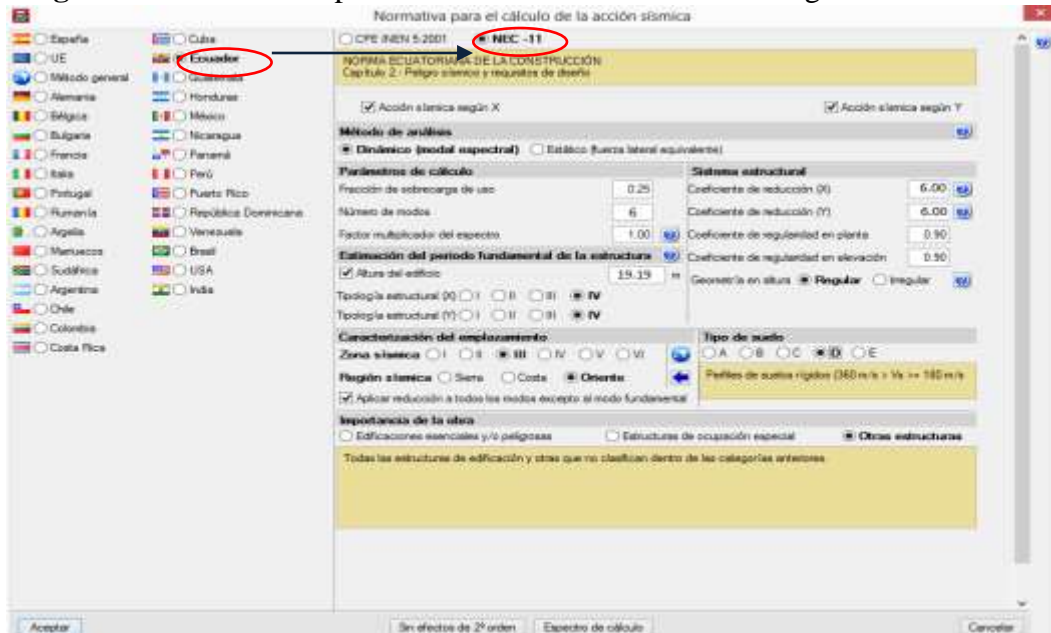 Normativa para el cálculo de la acción sísmica
España
UE
Método general
Alemania
Bélgica
Bulgaria
Francia
Italia
Portugal
Rumanía
Argelia
Marruecos
Sudáfrica
Argentina
Chile
Colombia
Costa Rica
Cuba
Ecuador
Guatemala
Honduras
México
Nicaragua
Panamá
Perú
Puerto Rico
República Dominicana
Venezuela
Brasil
USA
India
CPE INEN 5:2001 NEC -11
NORMA ECUATORIANA DE LA CONSTRUCCIÓN
Capítulo 2 - Peligro sísmico y requisitos de diseño
Acción sísmica según X Acción sísmica según Y
Método de análisis
Dinámico (modal espectral) Estático (fuerza lateral equivalente)
Parámetros de cálculo
Fracción de sobrecarga de uso 0.25
Número de modos 6
Factor multiplicador del espectro 1.00
Sistema estructural
Coeficiente de reducción (X) 6.00
Coeficiente de reducción (Y) 6.00
Coeficiente de regularidad en planta 0.90
Coeficiente de regularidad en elevación 0.90
Geometría en altura Regular Irregular
Estimación del periodo fundamental de la estructura
Altura del edificio 19.19 m
Tipología estructural (X) I II III IV
Tipología estructural (Y) I II III IV
Caracterización del emplazamiento
Zona sísmica I II III IV V VI
Región sísmica Sierra Costa Oriente
Aplicar reducción a todos los modos excepto al modo fundamental
Tipo de suelo
A B C D E
Perfiles de suelos rígidos (360 m/s > Vs >= 180 m/s
Importancia de la obra
Edificaciones esenciales y/o peligrosas Estructuras de ocupación especial Otras estructuras
Todas las estructuras de edificación y otras que no clasifican dentro de las categorías anteriores
Aceptar Sin efectos de 2º orden Espectro de cálculo Cancelar